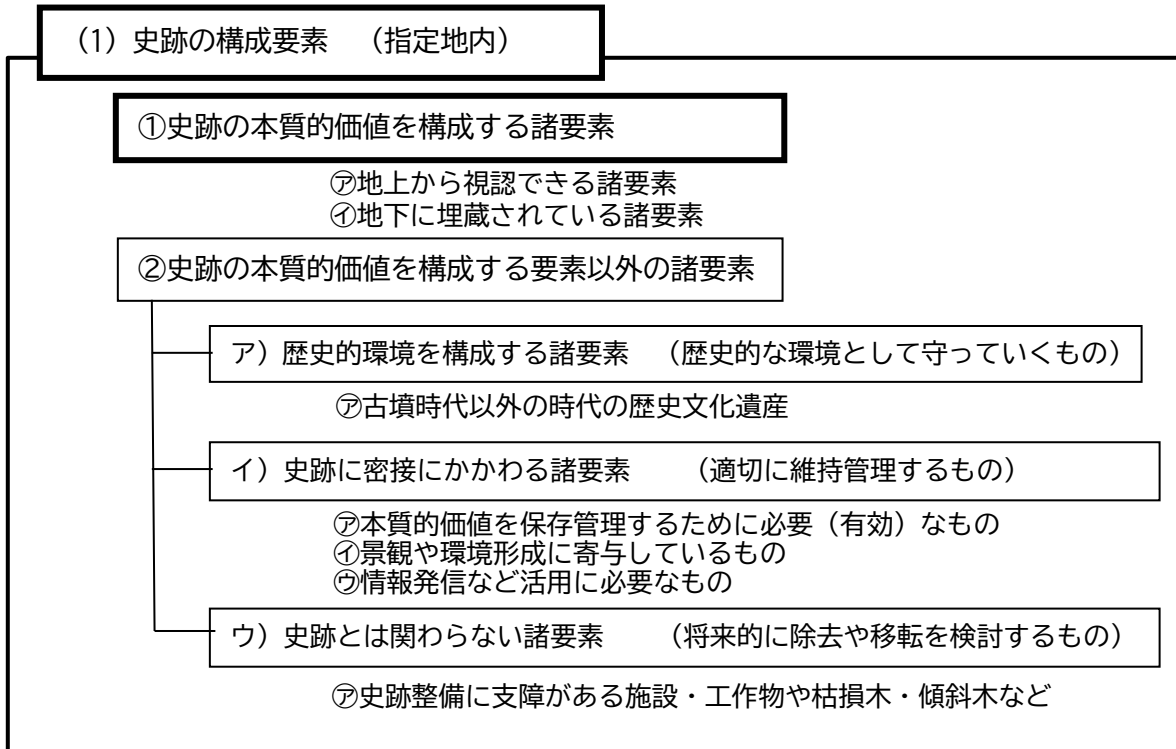 （1）史跡の構成要素　（指定地内）
①史跡の本質的価値を構成する諸要素
㋐地上から視認できる諸要素
㋑地下に埋蔵されている諸要素
②史跡の本質的価値を構成する要素以外の諸要素
ア）歴史的環境を構成する諸要素　（歴史的な環境として守っていくもの）
㋐古墳時代以外の時代の歴史文化遺産
イ）史跡に密接にかかわる諸要素　　（適切に維持管理するもの）
㋐本質的価値を保存管理するために必要（有効）なもの
㋑景観や環境形成に寄与しているもの
㋒情報発信など活用に必要なもの
ウ）史跡とは関わらない諸要素　　（将来的に除去や移転を検討するもの）
㋐史跡整備に支障がある施設・工作物や枯損木・傾斜木など